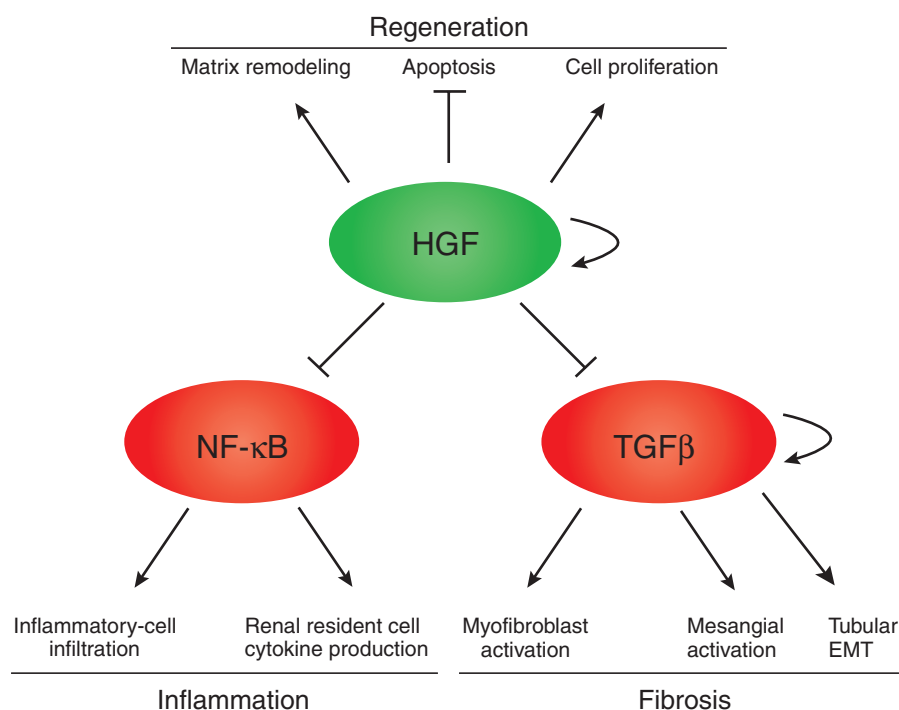 Regeneration
Matrix remodeling
Apoptosis
Cell proliferation
HGF
NF-κB
TGFβ
Inflammatory-cell
infiltration
Renal resident cell
cytokine production
Myofibroblast
activation
Mesangial
activation
Tubular
EMT
Inflammation
Fibrosis